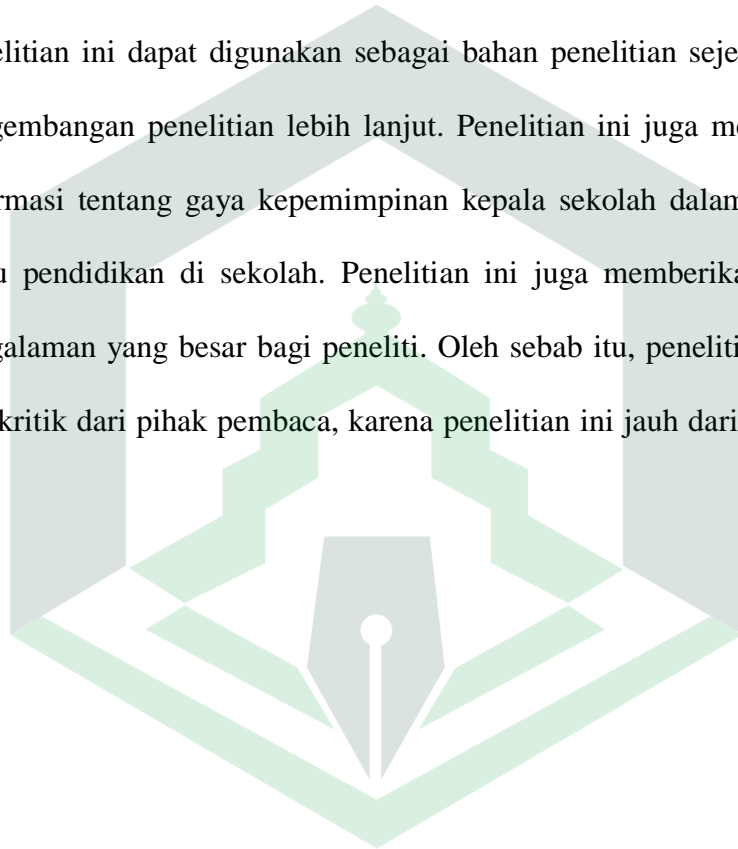 elitian ini dapat digunakan sebagai bahan penelitian seje
gembangan penelitian lebih lanjut. Penelitian ini juga me
rmasi tentang gaya kepemimpinan kepala sekolah dalam
u pendidikan di sekolah. Penelitian ini juga memberika
galaman yang besar bagi peneliti. Oleh sebab itu, peneliti
kritik dari pihak pembaca, karena penelitian ini jauh dari